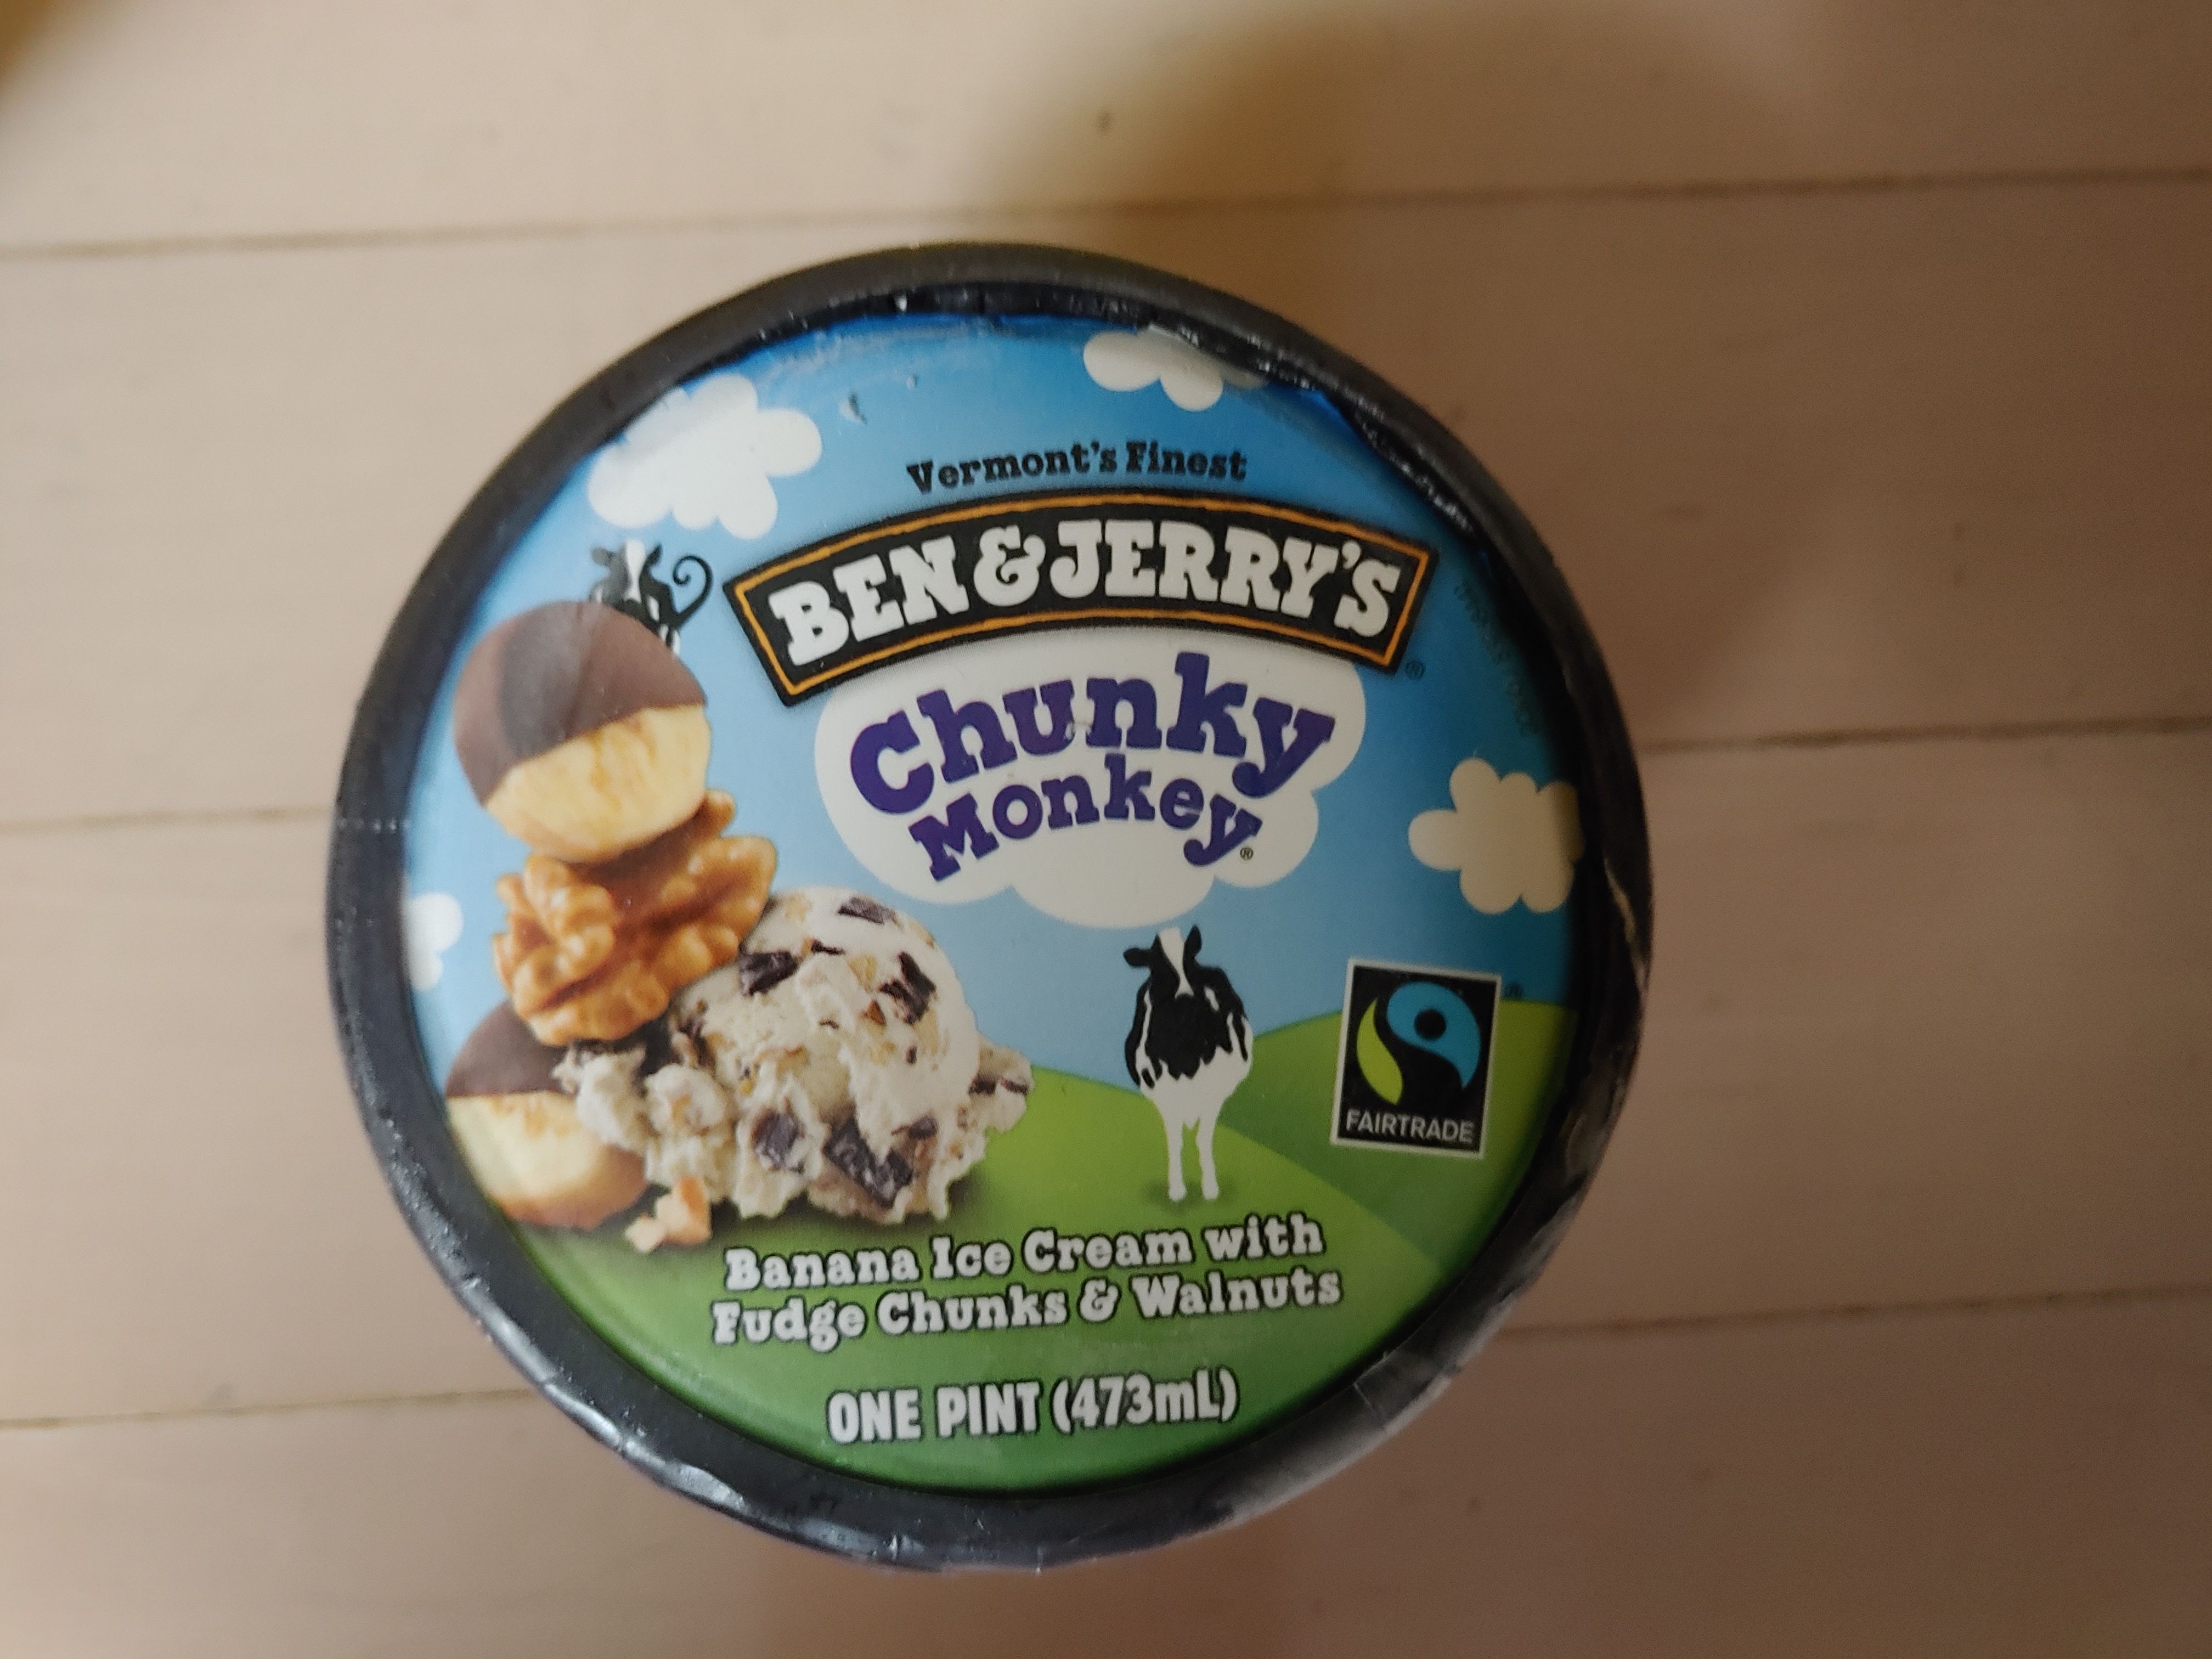 Vermont's Finest
BEN & JERRY'S®
Chunky
Monkey®
FAIRTRADE
®
Banana Ice Cream with
Fudge Chunks & Walnuts
ONE PINT (473mL)